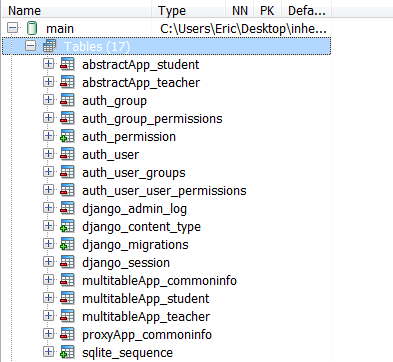 Name Type NN PK Defa...
main C:\Users\Eric\Desktop\inhe...
Tables (17)
abstractApp_student
abstractApp_teacher
auth_group
auth_group_permissions
auth_permission
auth_user
auth_user_groups
auth_user_user_permissions
django_admin_log
django_content_type
django_migrations
django_session
multitableApp_commoninfo
multitableApp_student
multitableApp_teacher
proxyApp_commoninfo
sqlite_sequence